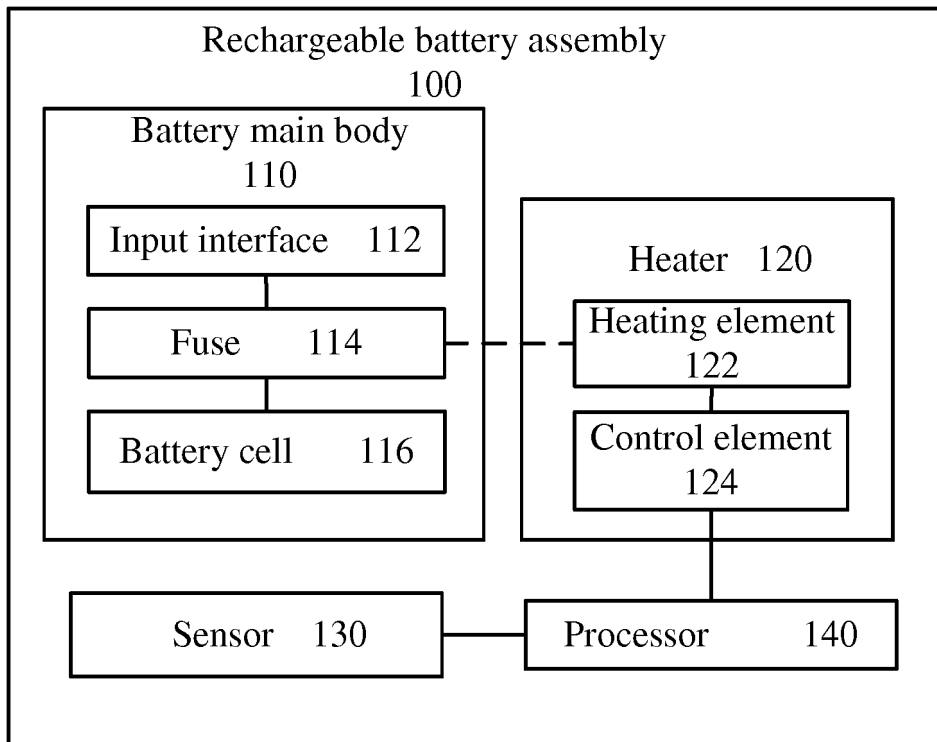 Rechargeable battery assembly
100
Battery main body
110
Input interface 112
Fuse 114
Battery cell 116
Heater 120
Heating element
122
Control element
124
Sensor 130
Processor 140